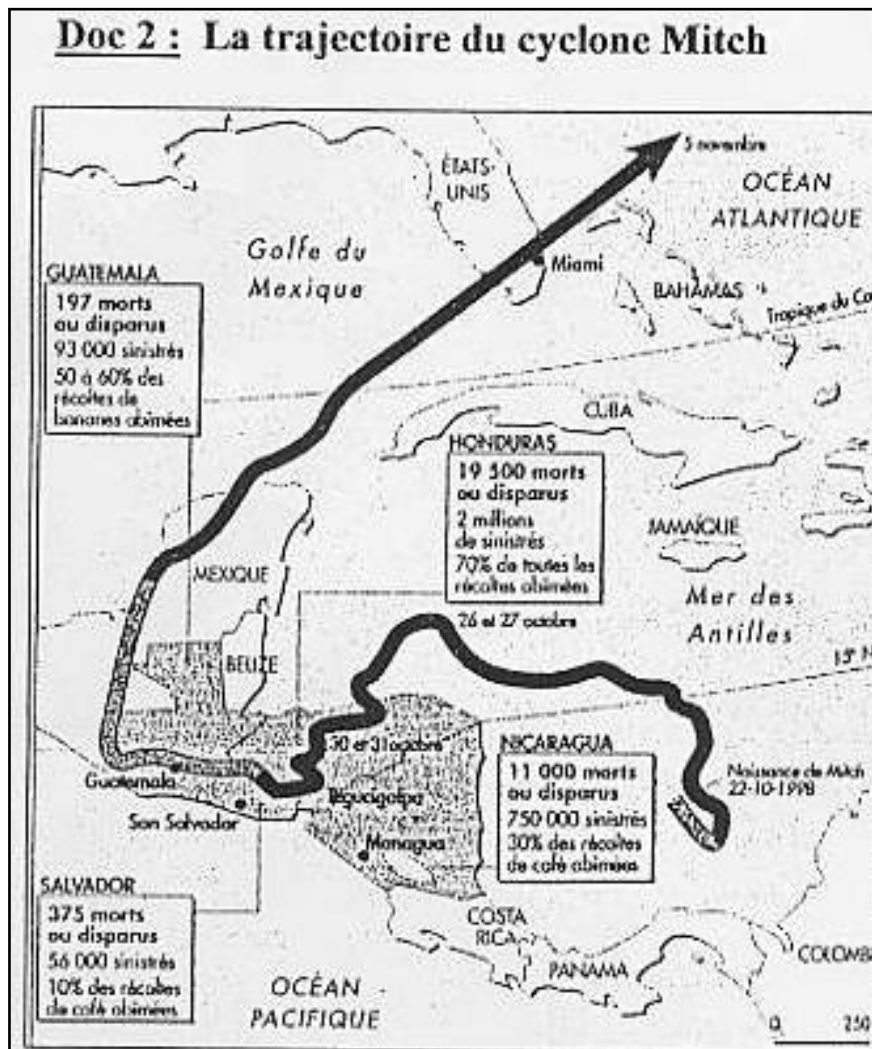 Doc 2 : La trajectoire du cyclone Mitch
5 novembre
ÉTATS-
UNIS
OCÉAN
ATLANTIQUE
Golfe du
Mexique
Miami
BAHAMAS
GUATEMALA
197 morts
ou disparus
93 000 sinistrés
50 à 60% des
récoltes de
bananes abîmées
Tropique du
CUBA
HONDURAS
19 500 morts
ou disparus
2 millions
de sinistrés
70% de toutes les
récoltes abîmées
JAMAÏQUE
MEXIQUE
26 et 27 octobre
Mer des
Antilles
BELIZE
15° N
30 et 31 octobre
NICARAGUA
11 000 morts
ou disparus
750 000 sinistrés
30% des récoltes
de café abîmées
Naissance de Mitch
22-10-1998
Guatemala
Tegucigalpa
San Salvador
Managua
SALVADOR
375 morts
ou disparus
56 000 sinistrés
10% des récoltes
de café abîmées
COSTA
RICA
PANAMA
COLOMB
OCÉAN
PACIFIQUE
0 250